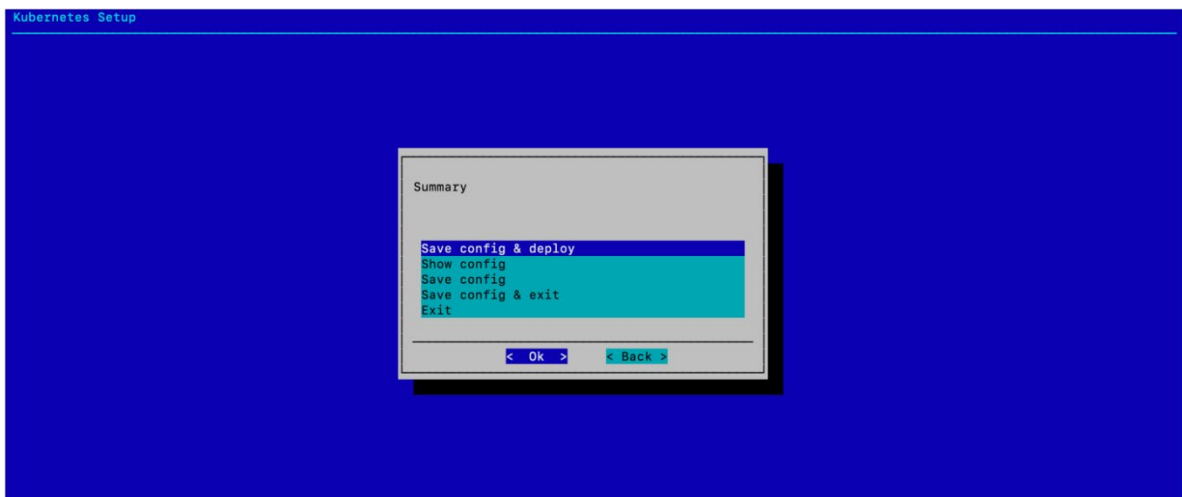 Kubernetes Setup
Summary
Save config & deploy
Show config
Save config
Save config & exit
Exit
< Ok > < Back >